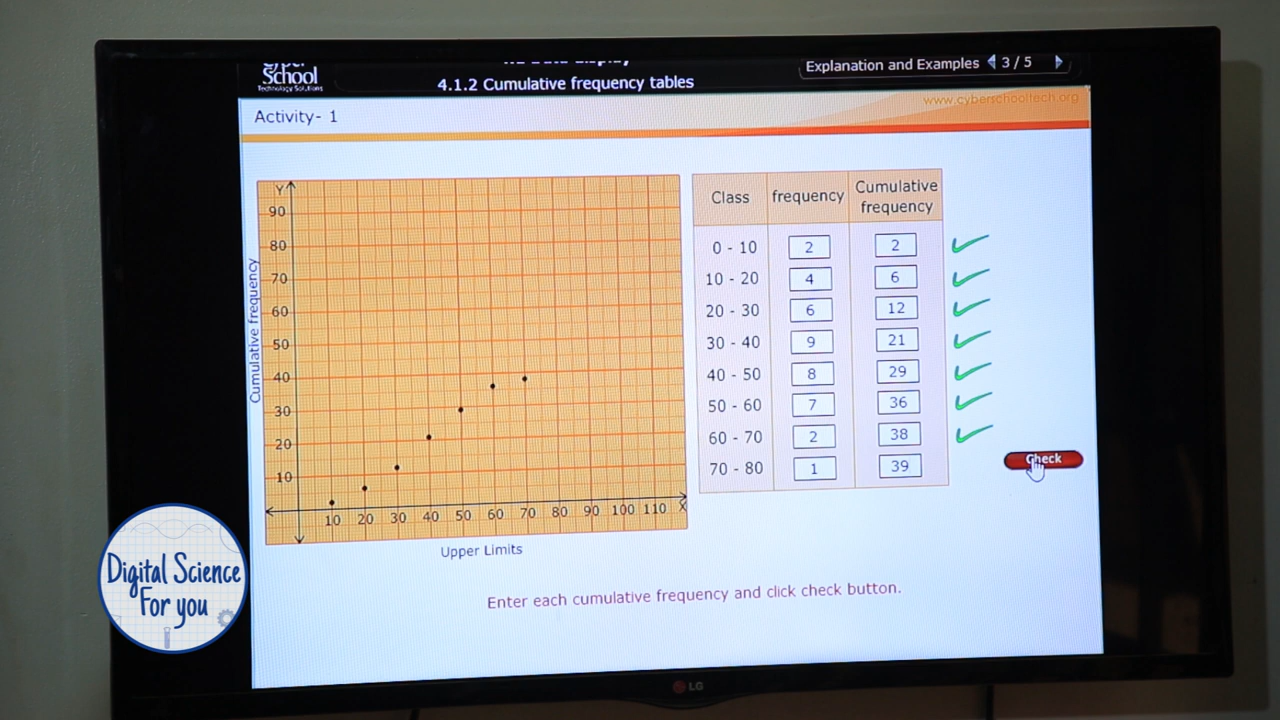 School
Technology Solutions
4.1.2 Cumulative frequency tables
Explanation and Examples 3 / 5
www.cyberschooltech.org
Activity- 1
Y
90
80
70
60
50
40
30
20
10
Cumulative frequency
10 20 30 40 50 60 70 80 90 100 110 X
Upper Limits
Class frequency Cumulative frequency
0 - 10 2 2
10 - 20 4 6
20 - 30 6 12
30 - 40 9 21
40 - 50 8 29
50 - 60 7 36
60 - 70 2 38
70 - 80 1 39
Check
Enter each cumulative frequency and click check button.
Digital Science
For you
LG